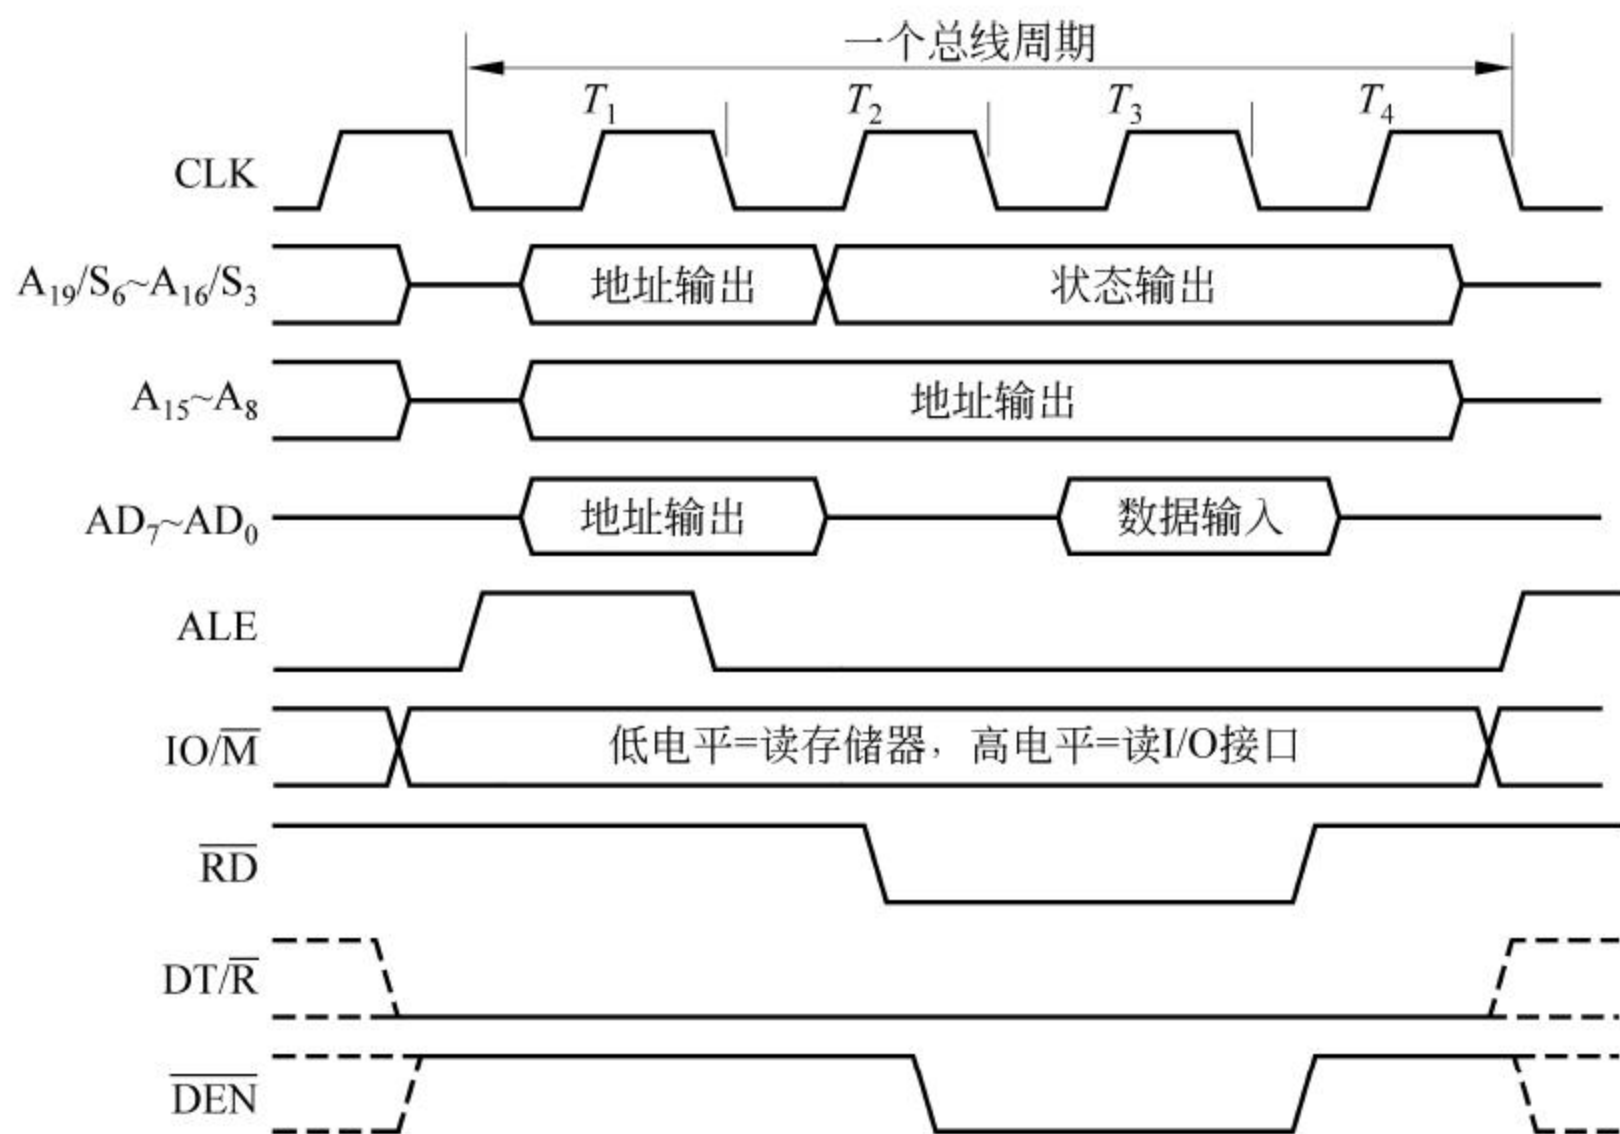 一个总线周期
T1 T2 T3 T4
CLK
A19/S6~A16/S3 地址输出 状态输出
A15~A8 地址输出
AD7~AD0 地址输出 数据输入
ALE
IO/M̅ 低电平=读存储器，高电平=读I/O接口
R̅D̅
DT/R̅
D̅E̅N̅